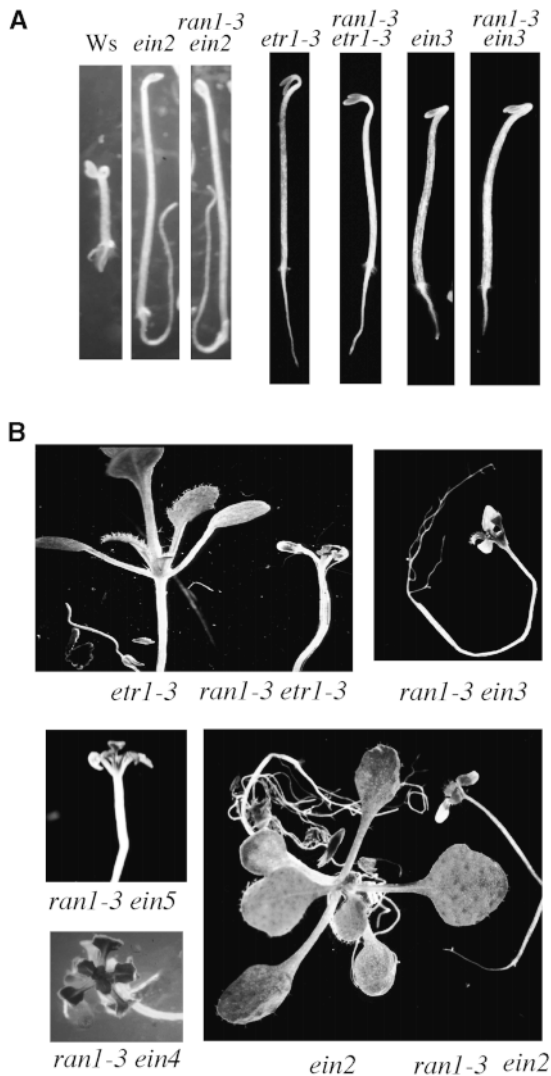 A
Ws ein2 ran1-3 ein2 etr1-3 ran1-3 etr1-3 ein3 ran1-3 ein3
B
etr1-3 ran1-3 etr1-3
ran1-3 ein3
ran1-3 ein5
ran1-3 ein4
ein2 ran1-3 ein2